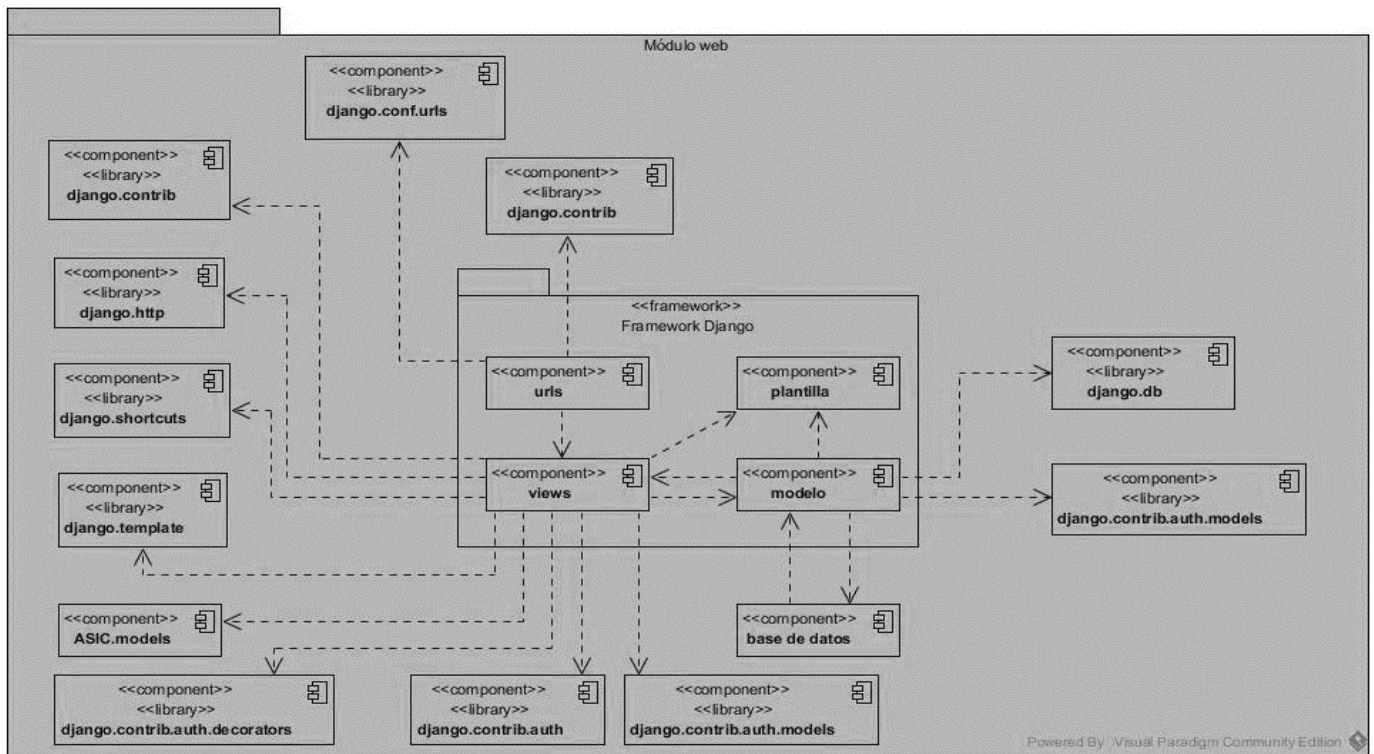 Módulo web
<<component>>
<<library>>
django.conf.urls
<<component>>
<<library>>
django.contrib
<<component>>
<<library>>
django.contrib
<<component>>
<<library>>
django.http
<<framework>>
Framework Django
<<component>>
<<library>>
django.shortcuts
<<component>>
urls
<<component>>
plantilla
<<component>>
<<library>>
django.db
<<component>>
<<library>>
django.template
<<component>>
views
<<component>>
modelo
<<component>>
<<library>>
django.contrib.auth.models
<<component>>
ASIC.models
<<component>>
base de datos
<<component>>
<<library>>
django.contrib.auth.decorators
<<component>>
<<library>>
django.contrib.auth
<<component>>
<<library>>
django.contrib.auth.models
Powered By Visual Paradigm Community Edition